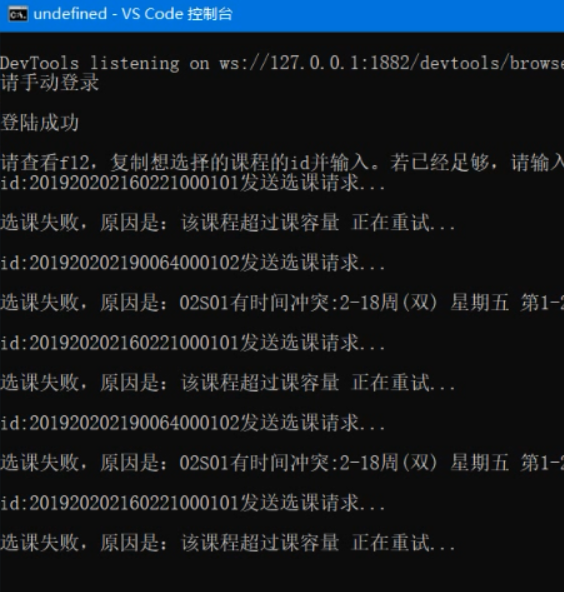 undefined - VS Code 控制台
DevTools listening on ws://127.0.0.1:1882/devtools/browse
请手动登录
登陆成功
请查看f12，复制想选择的课程的id并输入。若已经足够，请输入
id:201920202160221000101发送选课请求...
选课失败，原因是：该课程超过课容量 正在重试...
id:201920202190064000102发送选课请求...
选课失败，原因是：02S01有时间冲突:2-18周(双) 星期五 第1-2
id:201920202160221000101发送选课请求...
选课失败，原因是：该课程超过课容量 正在重试...
id:201920202190064000102发送选课请求...
选课失败，原因是：02S01有时间冲突:2-18周(双) 星期五 第1-2
id:201920202160221000101发送选课请求...
选课失败，原因是：该课程超过课容量 正在重试...